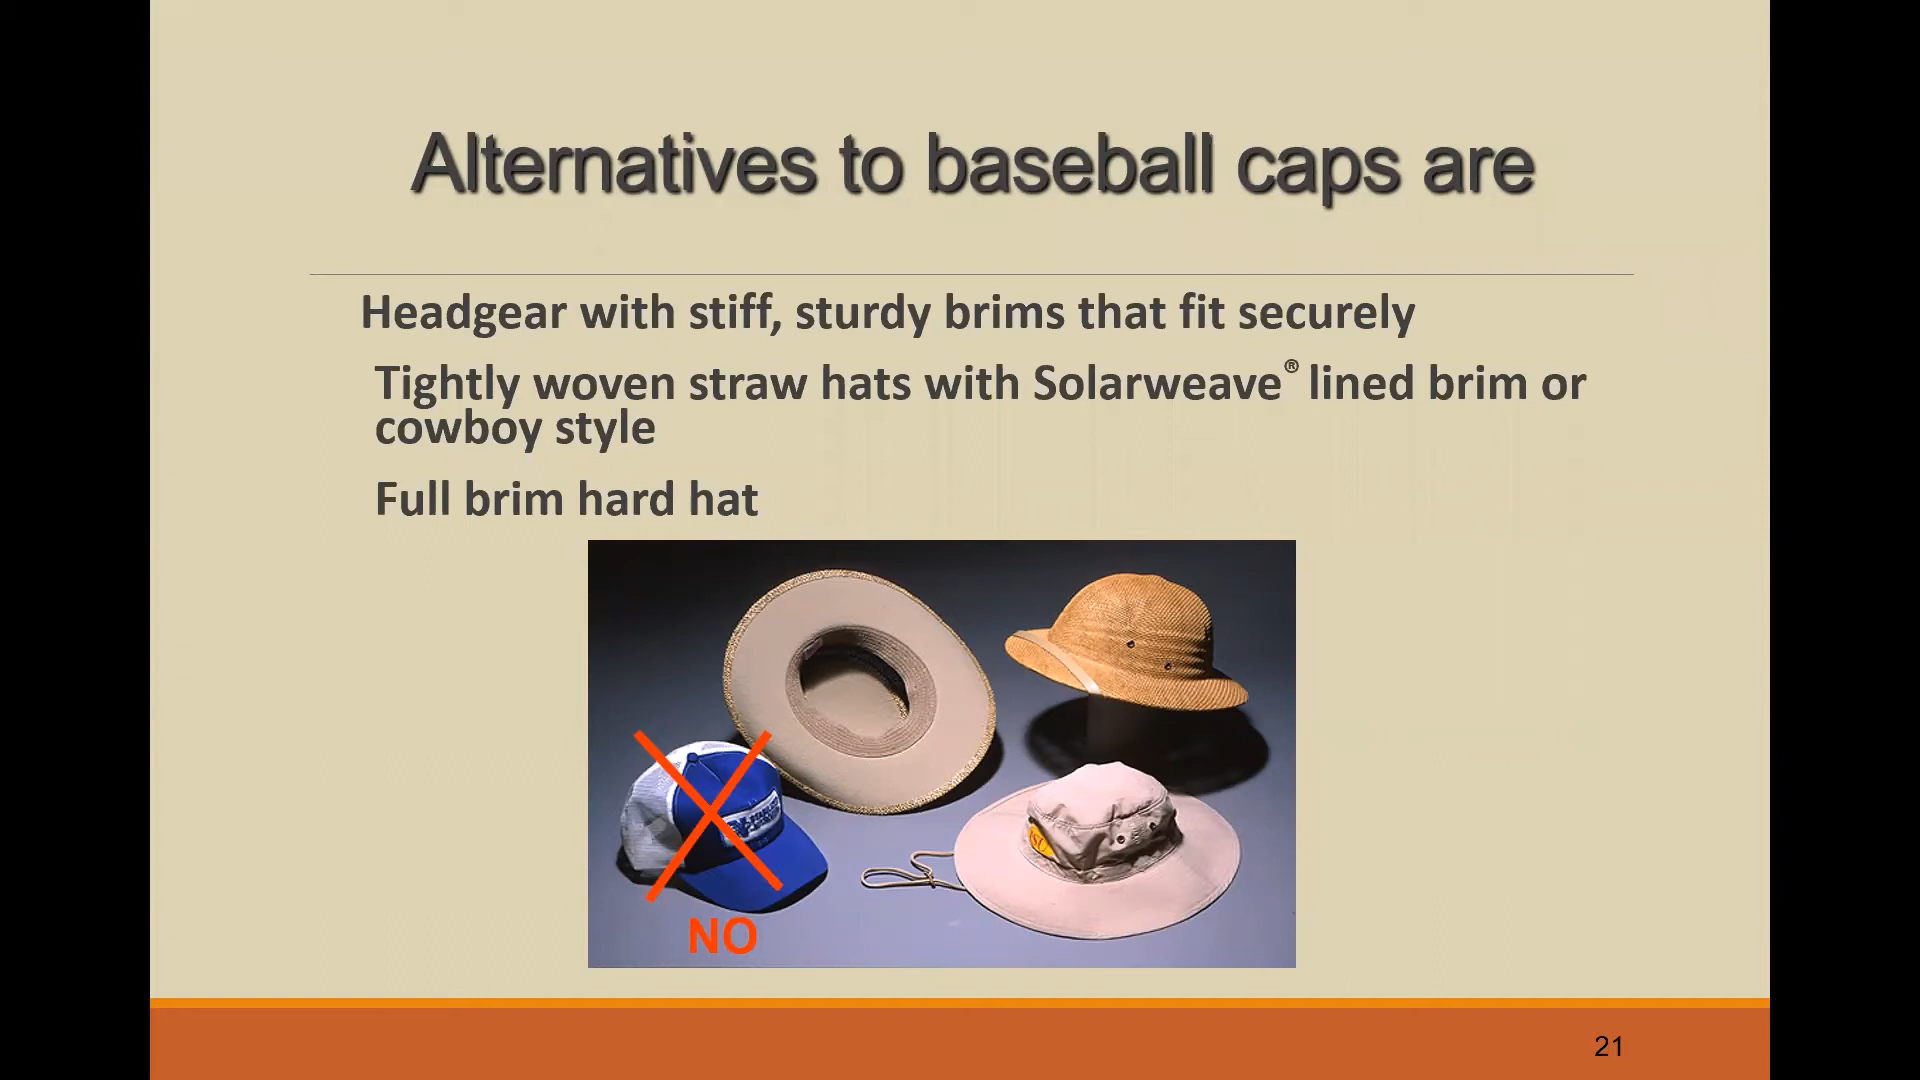 Alternatives to baseball caps are
Headgear with stiff, sturdy brims that fit securely
Tightly woven straw hats with Solarweave® lined brim or
cowboy style
Full brim hard hat
NO
21